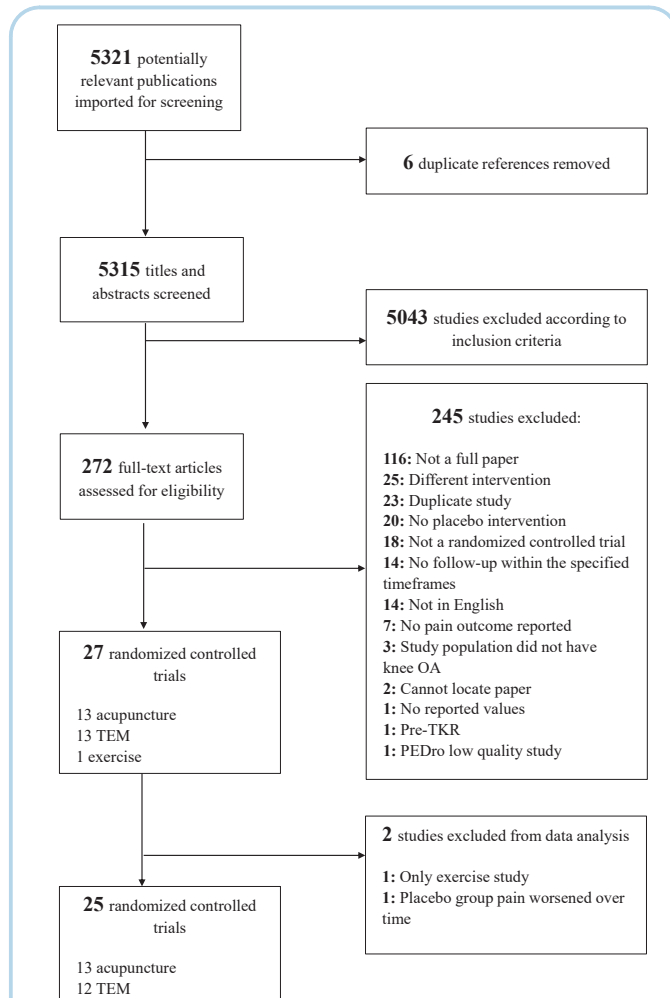 5321 potentially
relevant publications
imported for screening
6 duplicate references removed
5315 titles and
abstracts screened
5043 studies excluded according to
inclusion criteria
272 full-text articles
assessed for eligibility
245 studies excluded:
116: Not a full paper
25: Different intervention
23: Duplicate study
20: No placebo intervention
18: Not a randomized controlled trial
14: No follow-up within the specified
timeframes
14: Not in English
7: No pain outcome reported
3: Study population did not have
knee OA
2: Cannot locate paper
1: No reported values
1: Pre-TKR
1: PEDro low quality study
27 randomized controlled
trials
13 acupuncture
13 TEM
1 exercise
2 studies excluded from data analysis
1: Only exercise study
1: Placebo group pain worsened over
time
25 randomized controlled
trials
13 acupuncture
12 TEM